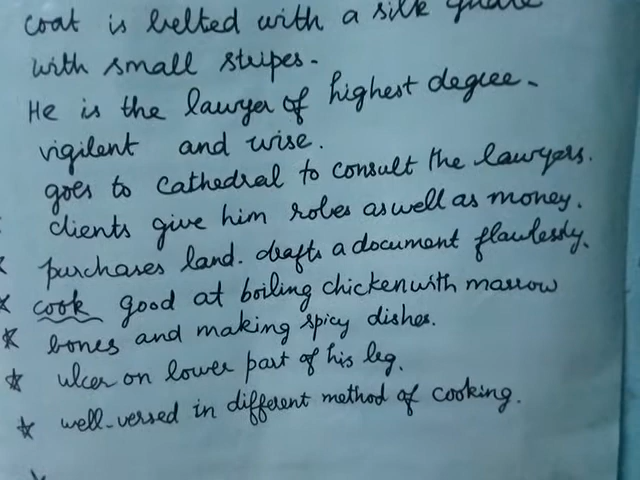 coat is belted with a silk
with small stripes.
He is the lawyer of highest degree.
vigilent and wise.
goes to cathedral to consult the lawyers.
clients give him robes as well as money.
purchases land. drafts a document flawlessly.
cook good at boiling chicken with marrow
bones and making spicy dishes.
ulcer on lower part of his leg.
well-versed in different method of cooking.